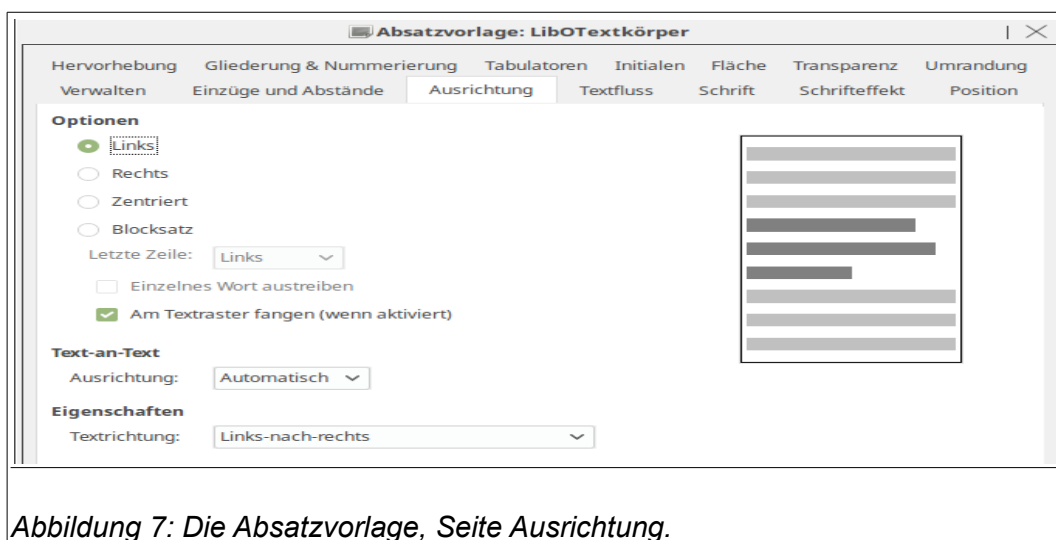 Absatzvorlage: LibOTextkörper
Hervorhebung Gliederung & Nummerierung Tabulatoren Initialen Fläche Transparenz Umrandung
Verwalten Einzüge und Abstände Ausrichtung Textfluss Schrift Schrifteffekt Position
Optionen
Links
Rechts
Zentriert
Blocksatz
Letzte Zeile: Links
Einzelnes Wort austreiben
Am Textraster fangen (wenn aktiviert)
Text-an-Text
Ausrichtung: Automatisch
Eigenschaften
Textrichtung: Links-nach-rechts
Abbildung 7: Die Absatzvorlage, Seite Ausrichtung.